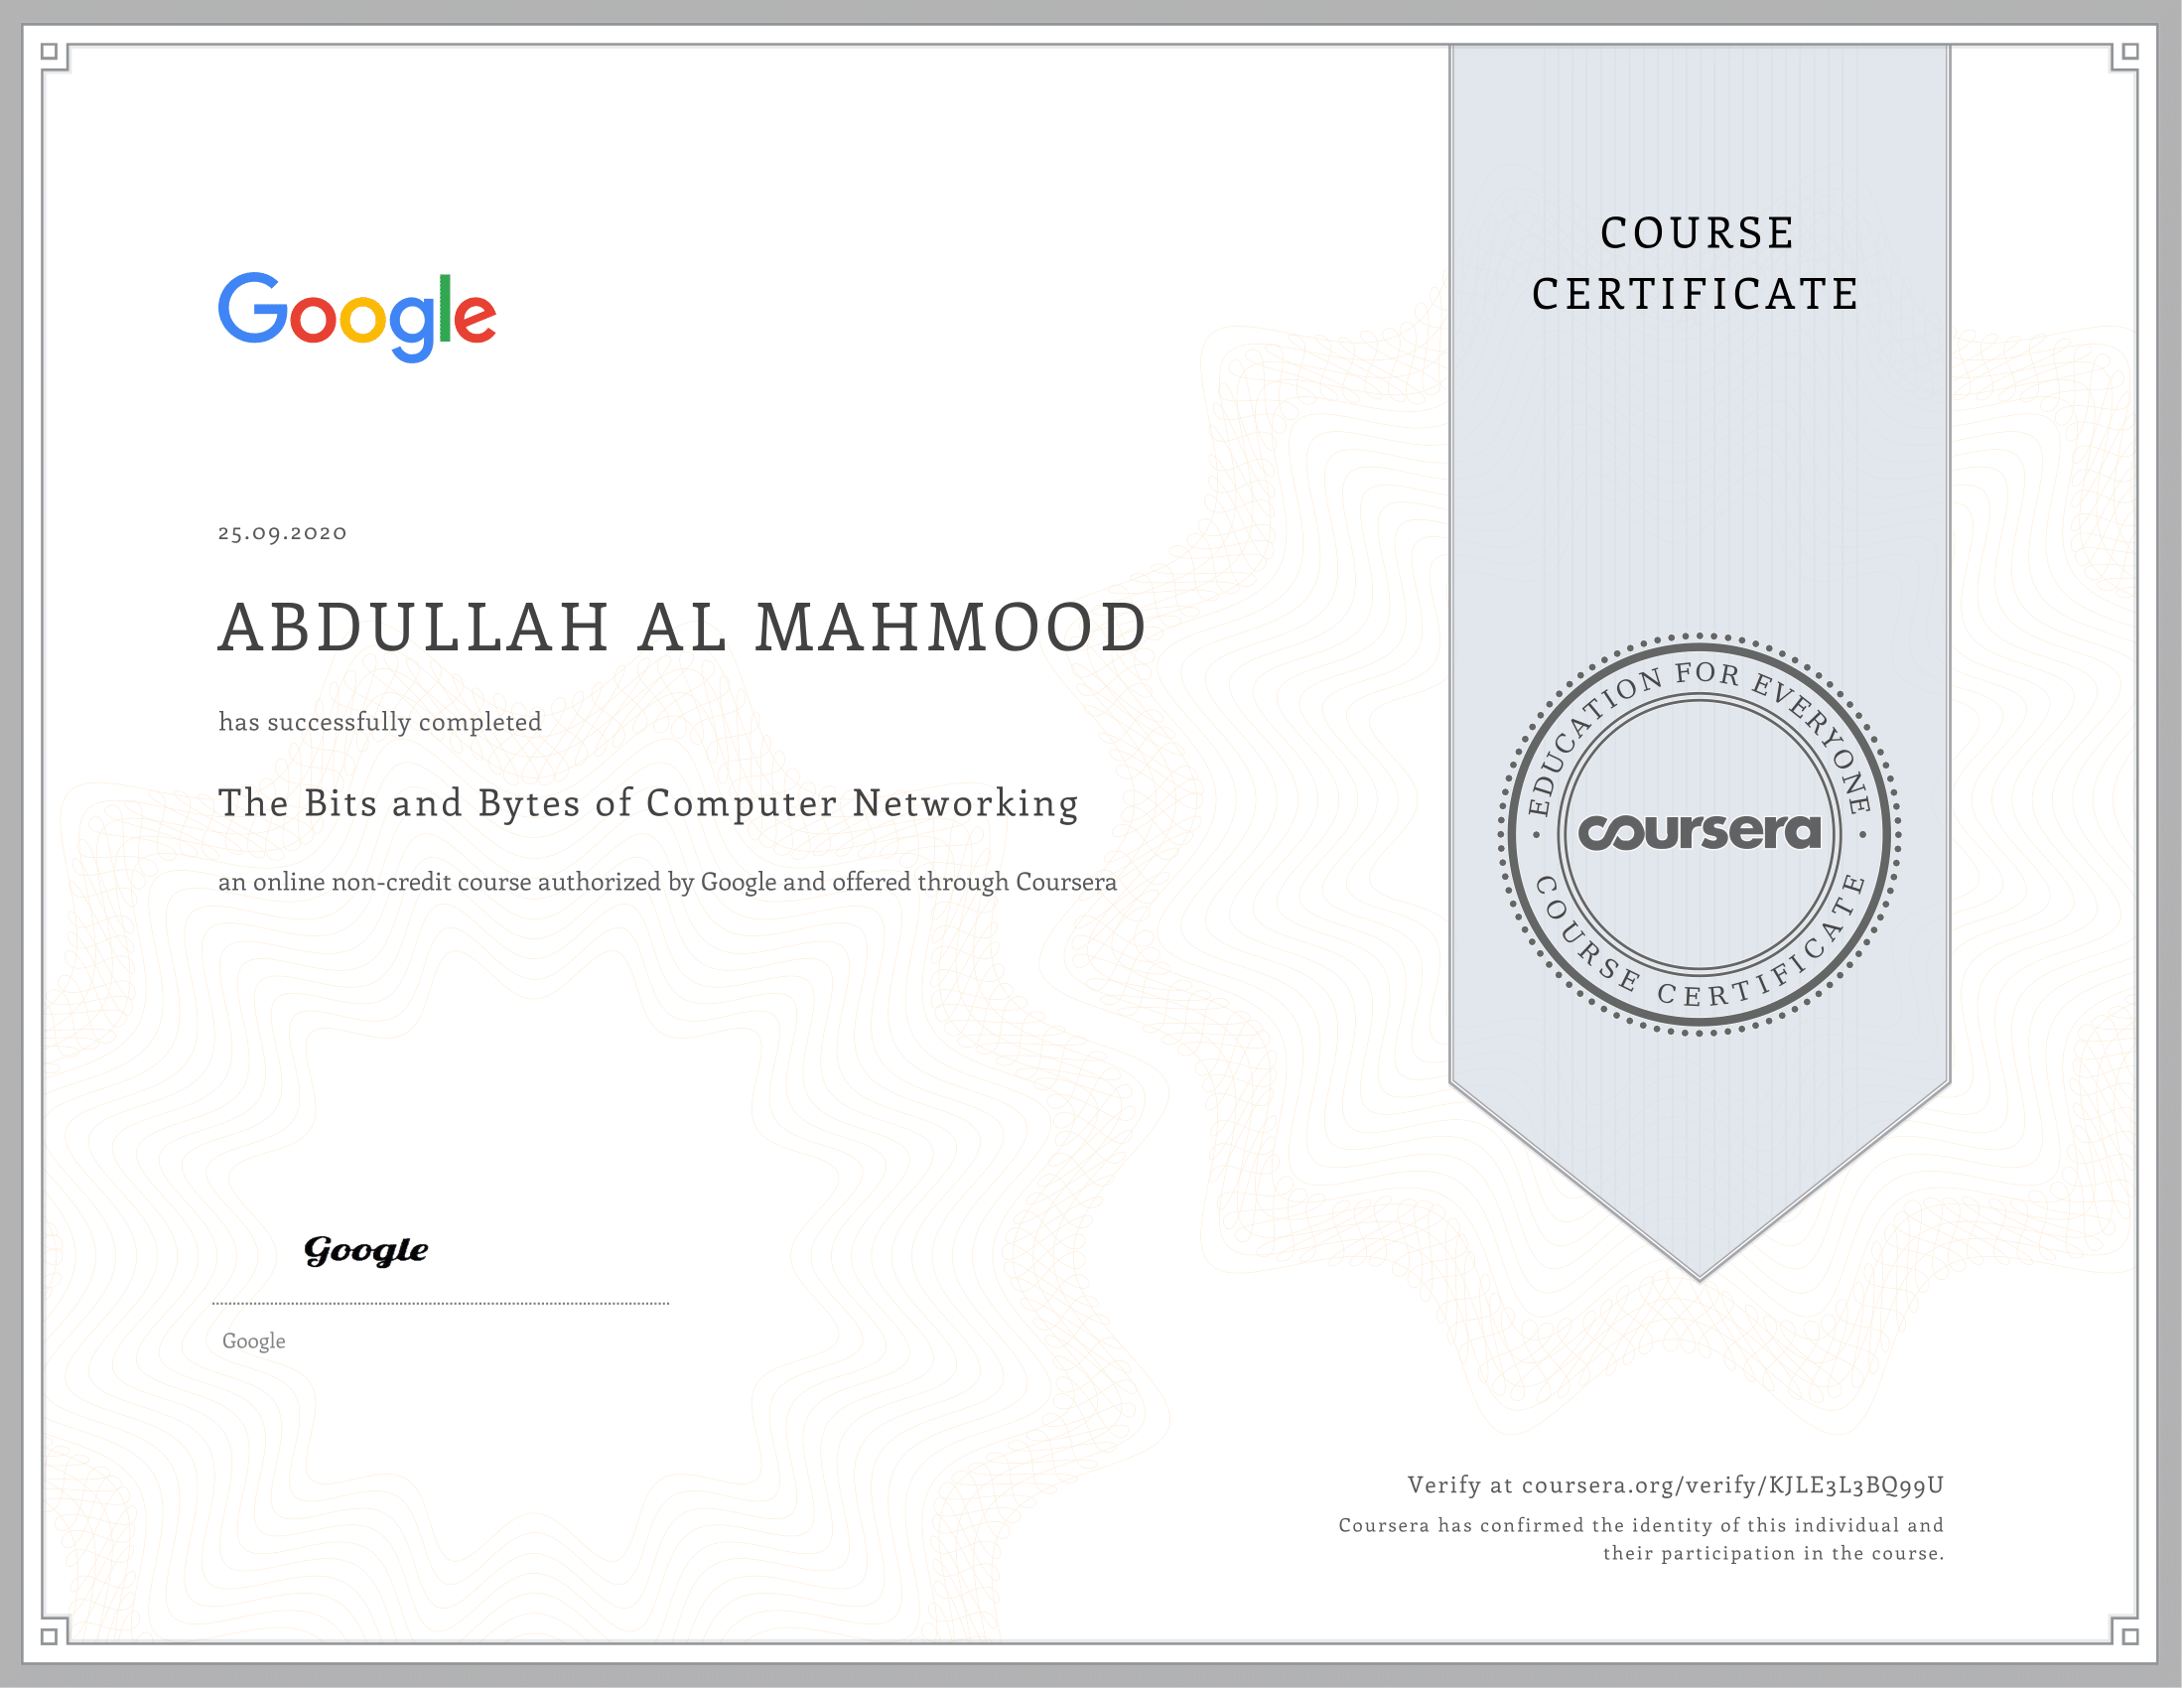 Google
COURSE
CERTIFICATE
25.09.2020
ABDULLAH AL MAHMOOD
has successfully completed
The Bits and Bytes of Computer Networking
an online non-credit course authorized by Google and offered through Coursera
EDUCATION FOR EVERYONE
coursera
COURSE CERTIFICATE
Google
Google
Verify at coursera.org/verify/KJLE3L3BQ99U
Coursera has confirmed the identity of this individual and
their participation in the course.